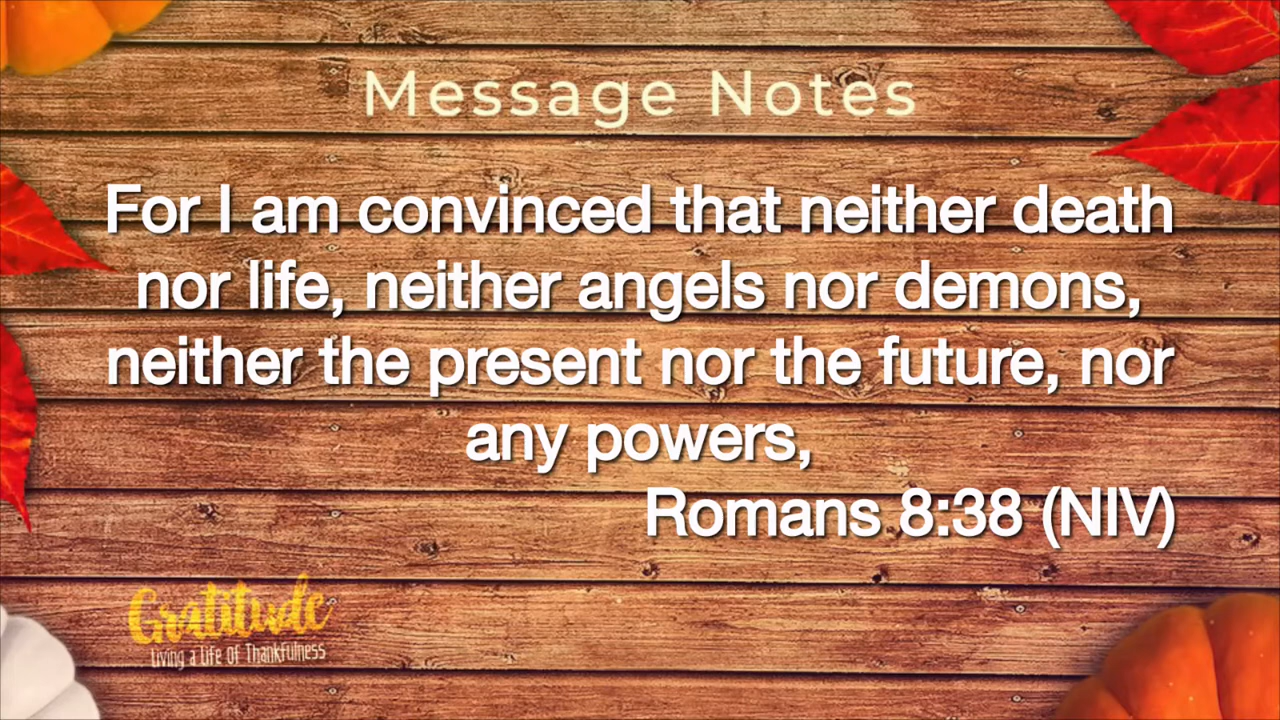 Message Notes
For I am convinced that neither death
nor life, neither angels nor demons,
neither the present nor the future, nor
any powers,
Romans 8:38 (NIV)
Gratitude
Living a Life Of Thankfulness